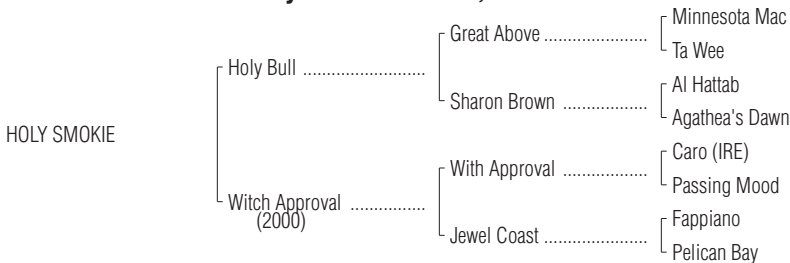 Minnesota Mac
Great Above ........................
Ta Wee
Holy Bull ............................
Al Hattab
Sharon Brown ....................
Agathea's Dawn
HOLY SMOKIE
Caro (IRE)
With Approval ....................
Passing Mood
Witch Approval ..................
(2000)
Fappiano
Jewel Coast ........................
Pelican Bay